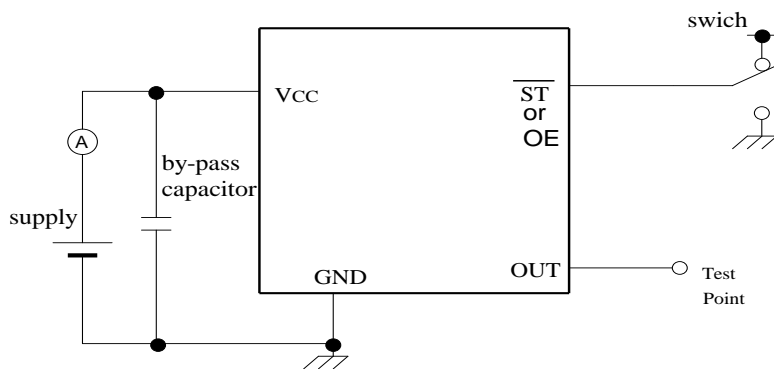 swich
VCC
ST
or
OE
A
by-pass
capacitor
supply
GND
OUT
Test
Point